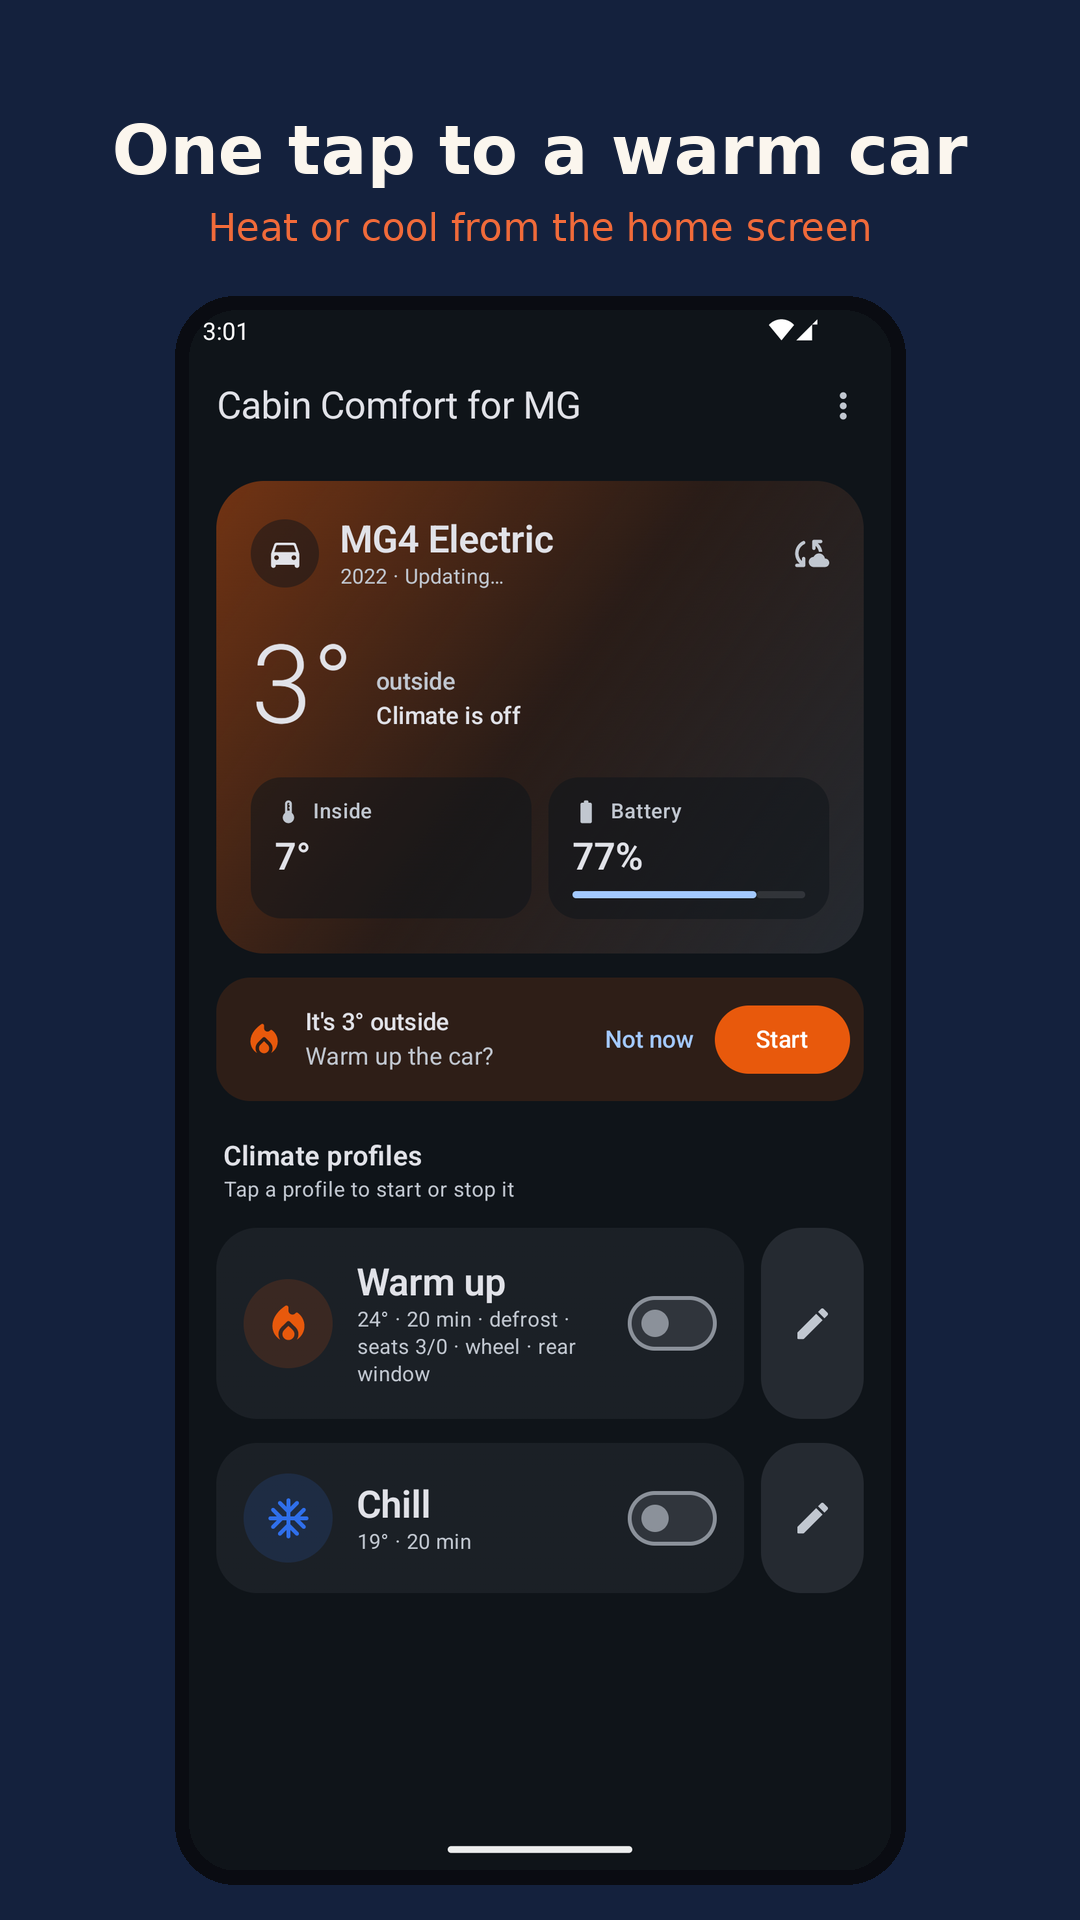 One tap to a warm car
Heat or cool from the home screen
3:01
Cabin Comfort for MG
MG4 Electric
2022 · Updating...
3°
outside
Climate is off
Inside
7°
Battery
77%
It's 3° outside
Warm up the car?
Not now
Start
Climate profiles
Tap a profile to start or stop it
Warm up
24° · 20 min · defrost ·
seats 3/0 · wheel · rear
window
Chill
19° · 20 min